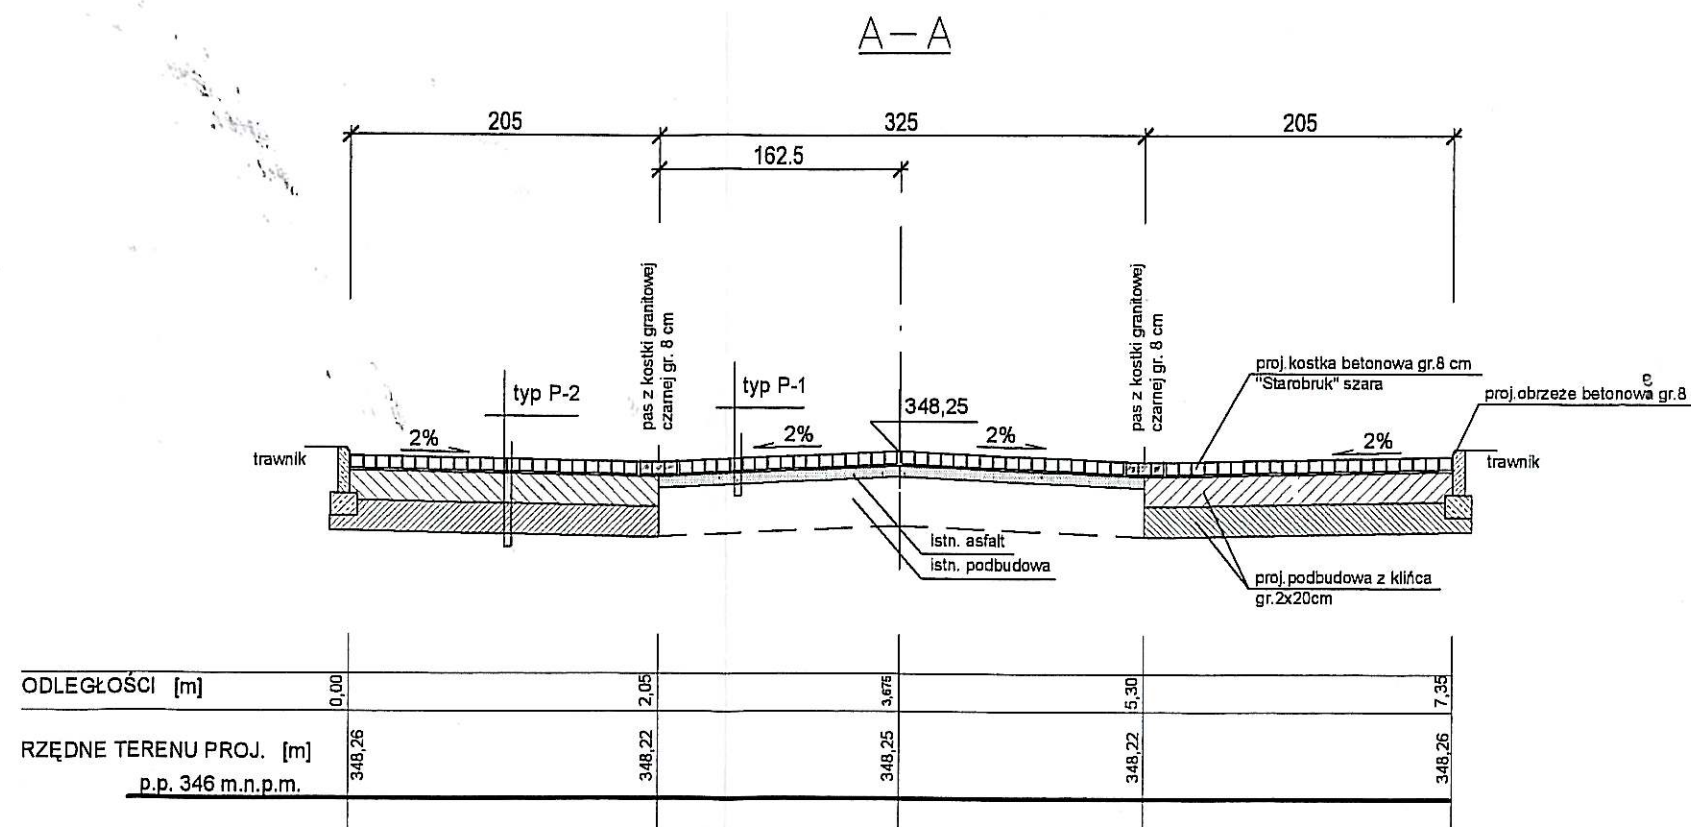 A-A
205
325
205
162.5
pas z kostki granitowej
czarnej gr. 8 cm
pas z kostki granitowej
czarnej gr. 8 cm
proj.kostka betonowa gr.8 cm
"Starobruk" szara
proj.obrzeże betonowa gr.8
e
typ P-2
typ P-1
348,25
2%
2%
2%
2%
trawnik
trawnik
istn. asfalt
istn. podbudowa
proj.podbudowa z klińca
gr.2x20cm
ODLEGŁOŚCI [m]
0,00
2,05
3,675
5,30
7,35
RZĘDNE TERENU PROJ. [m]
348,26
348,22
348,25
348,22
348,26
p.p. 346 m.n.p.m.